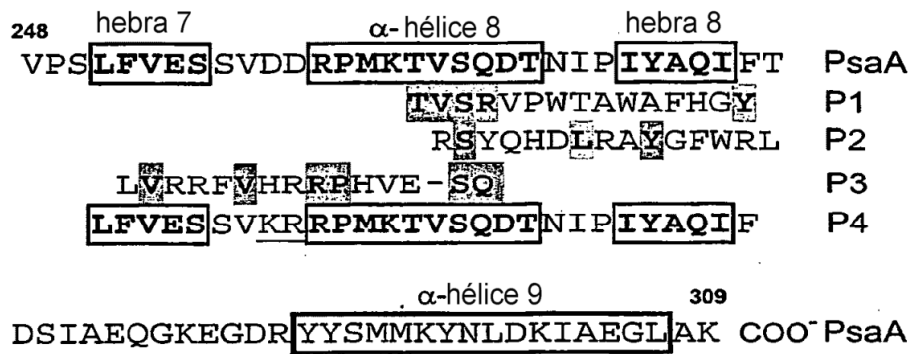 248 hebra 7 α-hélice 8 hebra 8
VPSLFVESSVDDRPMKTVSQDTNIPIYAQIFT PsaA
TVSRVPWTAWAFHGY P1
RSYQHDLRAYGFWRL P2
LVRRFVHRRPHVE-SQ P3
LFVESSVKRRPMKTVSQDTNIPIYAQIF P4
α-hélice 9 309
DSIAEQGKEGDRYYSMMKYNLDKIAEGLAK COO⁻ PsaA